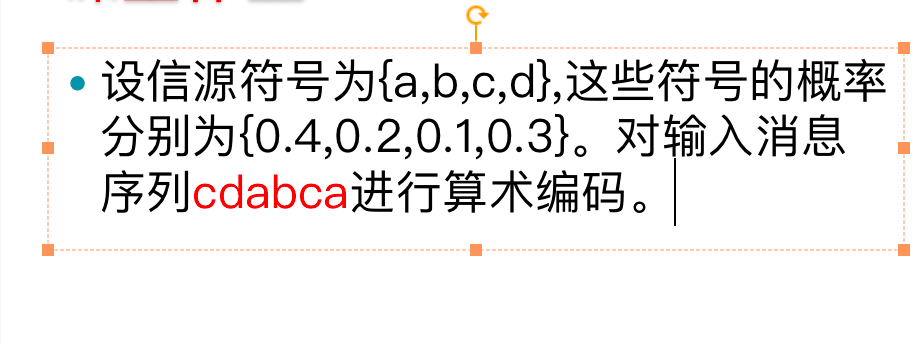 • 设信源符号为{a,b,c,d},这些符号的概率
分别为{0.4,0.2,0.1,0.3}。对输入消息
序列cdabca进行算术编码。